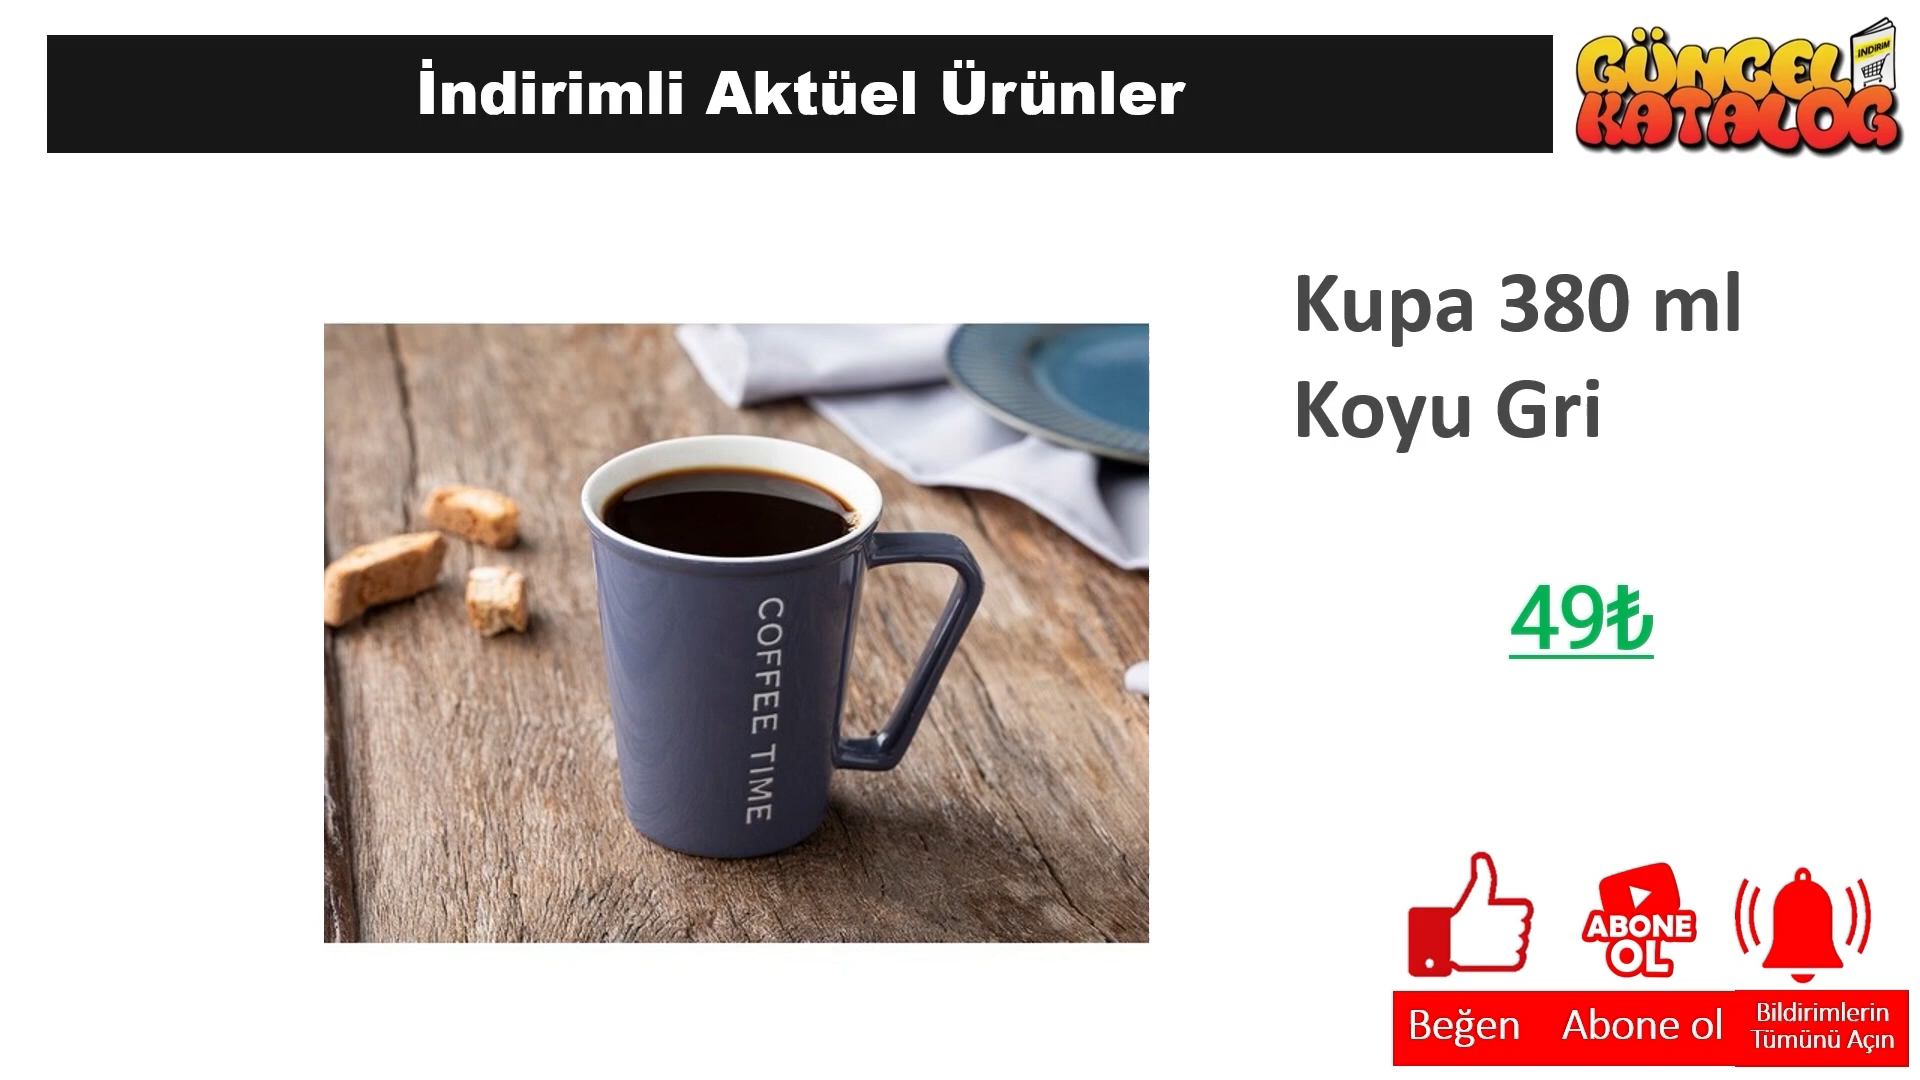 İndirimli Aktüel Ürünler
GÜNCEL
KATALOG
İNDİRİM
Kupa 380 ml
Koyu Gri
COFFEE TIME
49₺
ABONE
OL
Beğen
Abone ol
Bildirimlerin
Tümünü Açın